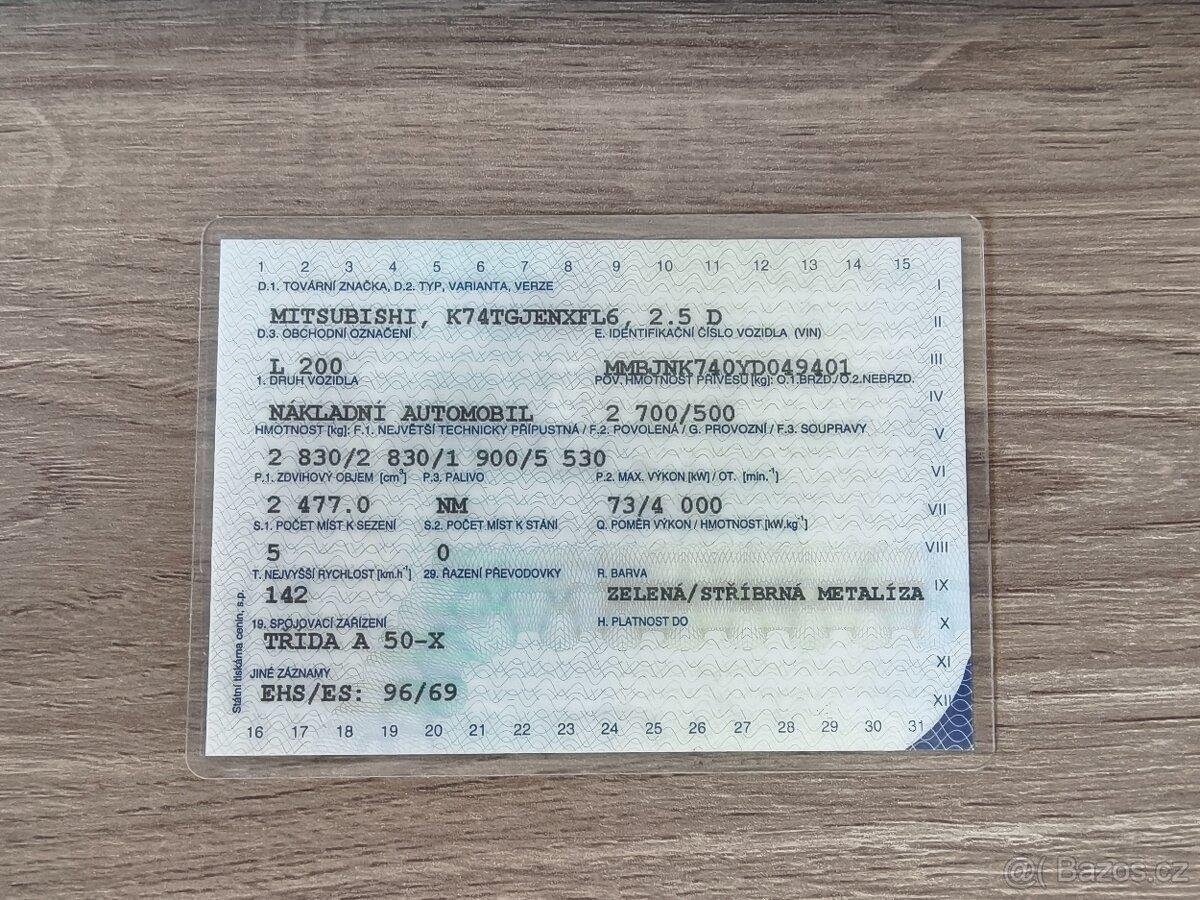 1 2 3 4 5 6 7 8 9 10 11 12 13 14 15
D.1. TOVÁRNÍ ZNAČKA, D.2. TYP, VARIANTA, VERZE
I
MITSUBISHI, K74TGJENXFL6, 2.5 D
II
D.3. OBCHODNÍ OZNAČENÍ E. IDENTIFIKAČNÍ ČÍSLO VOZIDLA (VIN)
L 200 MMBJNK740YD049401
III
1. DRUH VOZIDLA POV. HMOTNOST PŘÍVĚSU [kg]: O.1.BRZD./O.2.NEBRZD.
IV
NÁKLADNÍ AUTOMOBIL 2 700/500
HMOTNOST [kg]: F.1. NEJVĚTŠÍ TECHNICKY PŘÍPUSTNÁ / F.2. POVOLENÁ / G. PROVOZNÍ / F.3. SOUPRAVY
V
2 830/2 830/1 900/5 530
VI
P.1. ZDVIHOVÝ OBJEM [cm³] P.3. PALIVO P.2. MAX. VÝKON [kW] / OT. [min.⁻¹]
2 477.0 NM 73/4 000
VII
S.1. POČET MÍST K SEZENÍ S.2. POČET MÍST K STÁNÍ Q. POMĚR VÝKON / HMOTNOST [kW.kg⁻¹]
5 0
VIII
T. NEJVYŠŠÍ RYCHLOST [km.h⁻¹] 29. ŘAZENÍ PŘEVODOVKY R. BARVA
IX
142 ZELENÁ/STŘÍBRNÁ METALÍZA
19. SPOJOVACÍ ZAŘÍZENÍ H. PLATNOST DO
X
TŘÍDA A 50-X
XI
JINÉ ZÁZNAMY
EHS/ES: 96/69
XII
16 17 18 19 20 21 22 23 24 25 26 27 28 29 30 31
Státní tiskárna cenin, s.p.
@( Bazos.cz